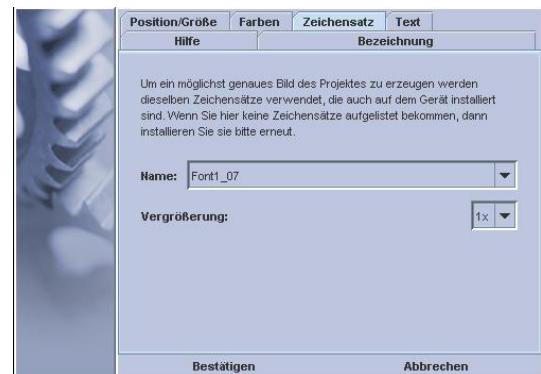 Position/Größe Farben Zeichensatz Text
Hilfe Bezeichnung
Um ein möglichst genaues Bild des Projektes zu erzeugen werden
dieselben Zeichensätze verwendet, die auch auf dem Gerät installiert
sind. Wenn Sie hier keine Zeichensätze aufgelistet bekommen, dann
installieren Sie sie bitte erneut.
Name: Font1_07
Vergrößerung: 1x
Bestätigen Abbrechen